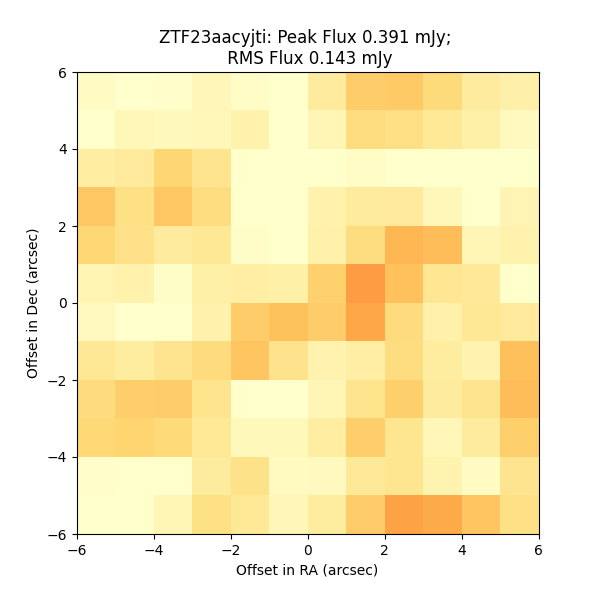 ZTF23aacyjti: Peak Flux 0.391 mJy;
RMS Flux 0.143 mJy
6
4
2
0
−2
−4
−6
Offset in Dec (arcsec)
−6 −4 −2 0 2 4 6
Offset in RA (arcsec)